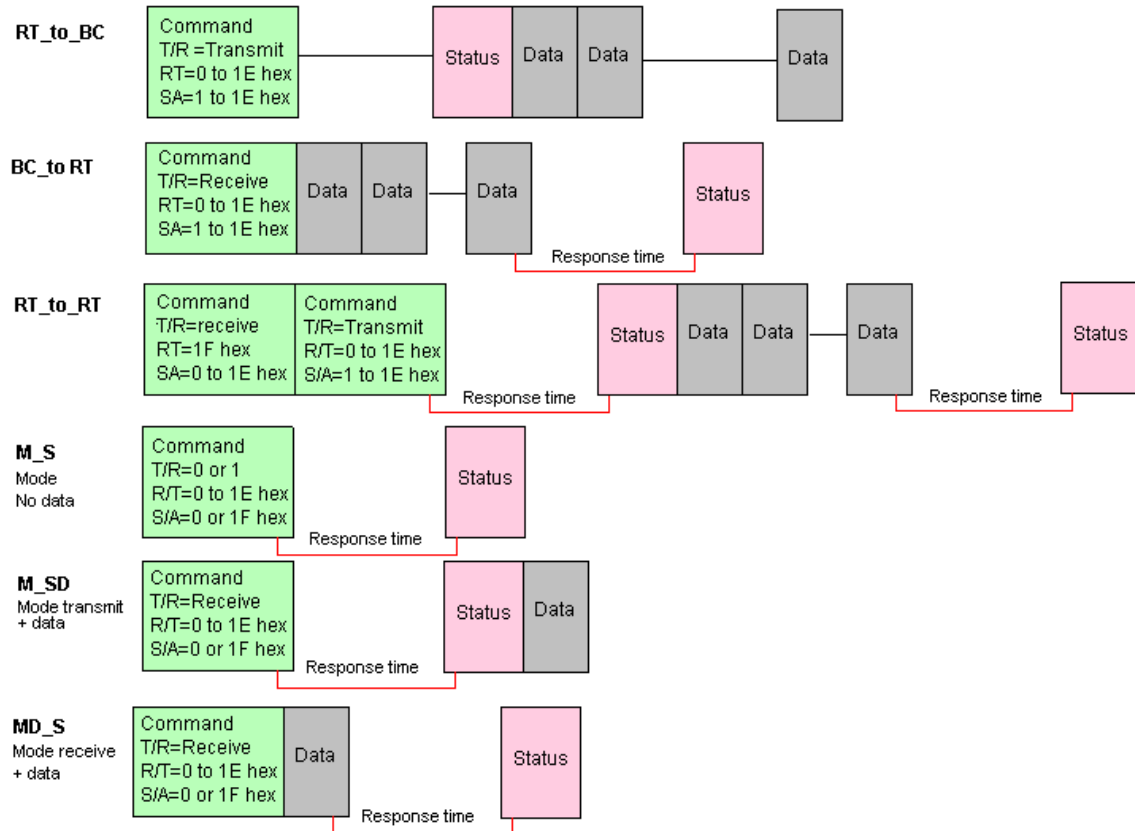 RT_to_BC
Command
T/R =Transmit
RT=0 to 1E hex
SA=1 to 1E hex
Status
Data
Data
Data
BC_to RT
Command
T/R=Receive
RT=0 to 1E hex
SA=1 to 1E hex
Data
Data
Data
Response time
Status
RT_to_RT
Command
T/R=receive
RT=1F hex
SA=0 to 1E hex
Command
T/R=Transmit
R/T=0 to 1E hex
S/A=1 to 1E hex
Response time
Status
Data
Data
Data
Response time
Status
M_S
Mode
No data
Command
T/R=0 or 1
R/T=0 to 1E hex
S/A=0 or 1F hex
Response time
Status
M_SD
Mode transmit
+ data
Command
T/R=Receive
R/T=0 to 1E hex
S/A=0 or 1F hex
Response time
Status
Data
MD_S
Mode receive
+ data
Command
T/R=Receive
R/T=0 to 1E hex
S/A=0 or 1F hex
Data
Response time
Status